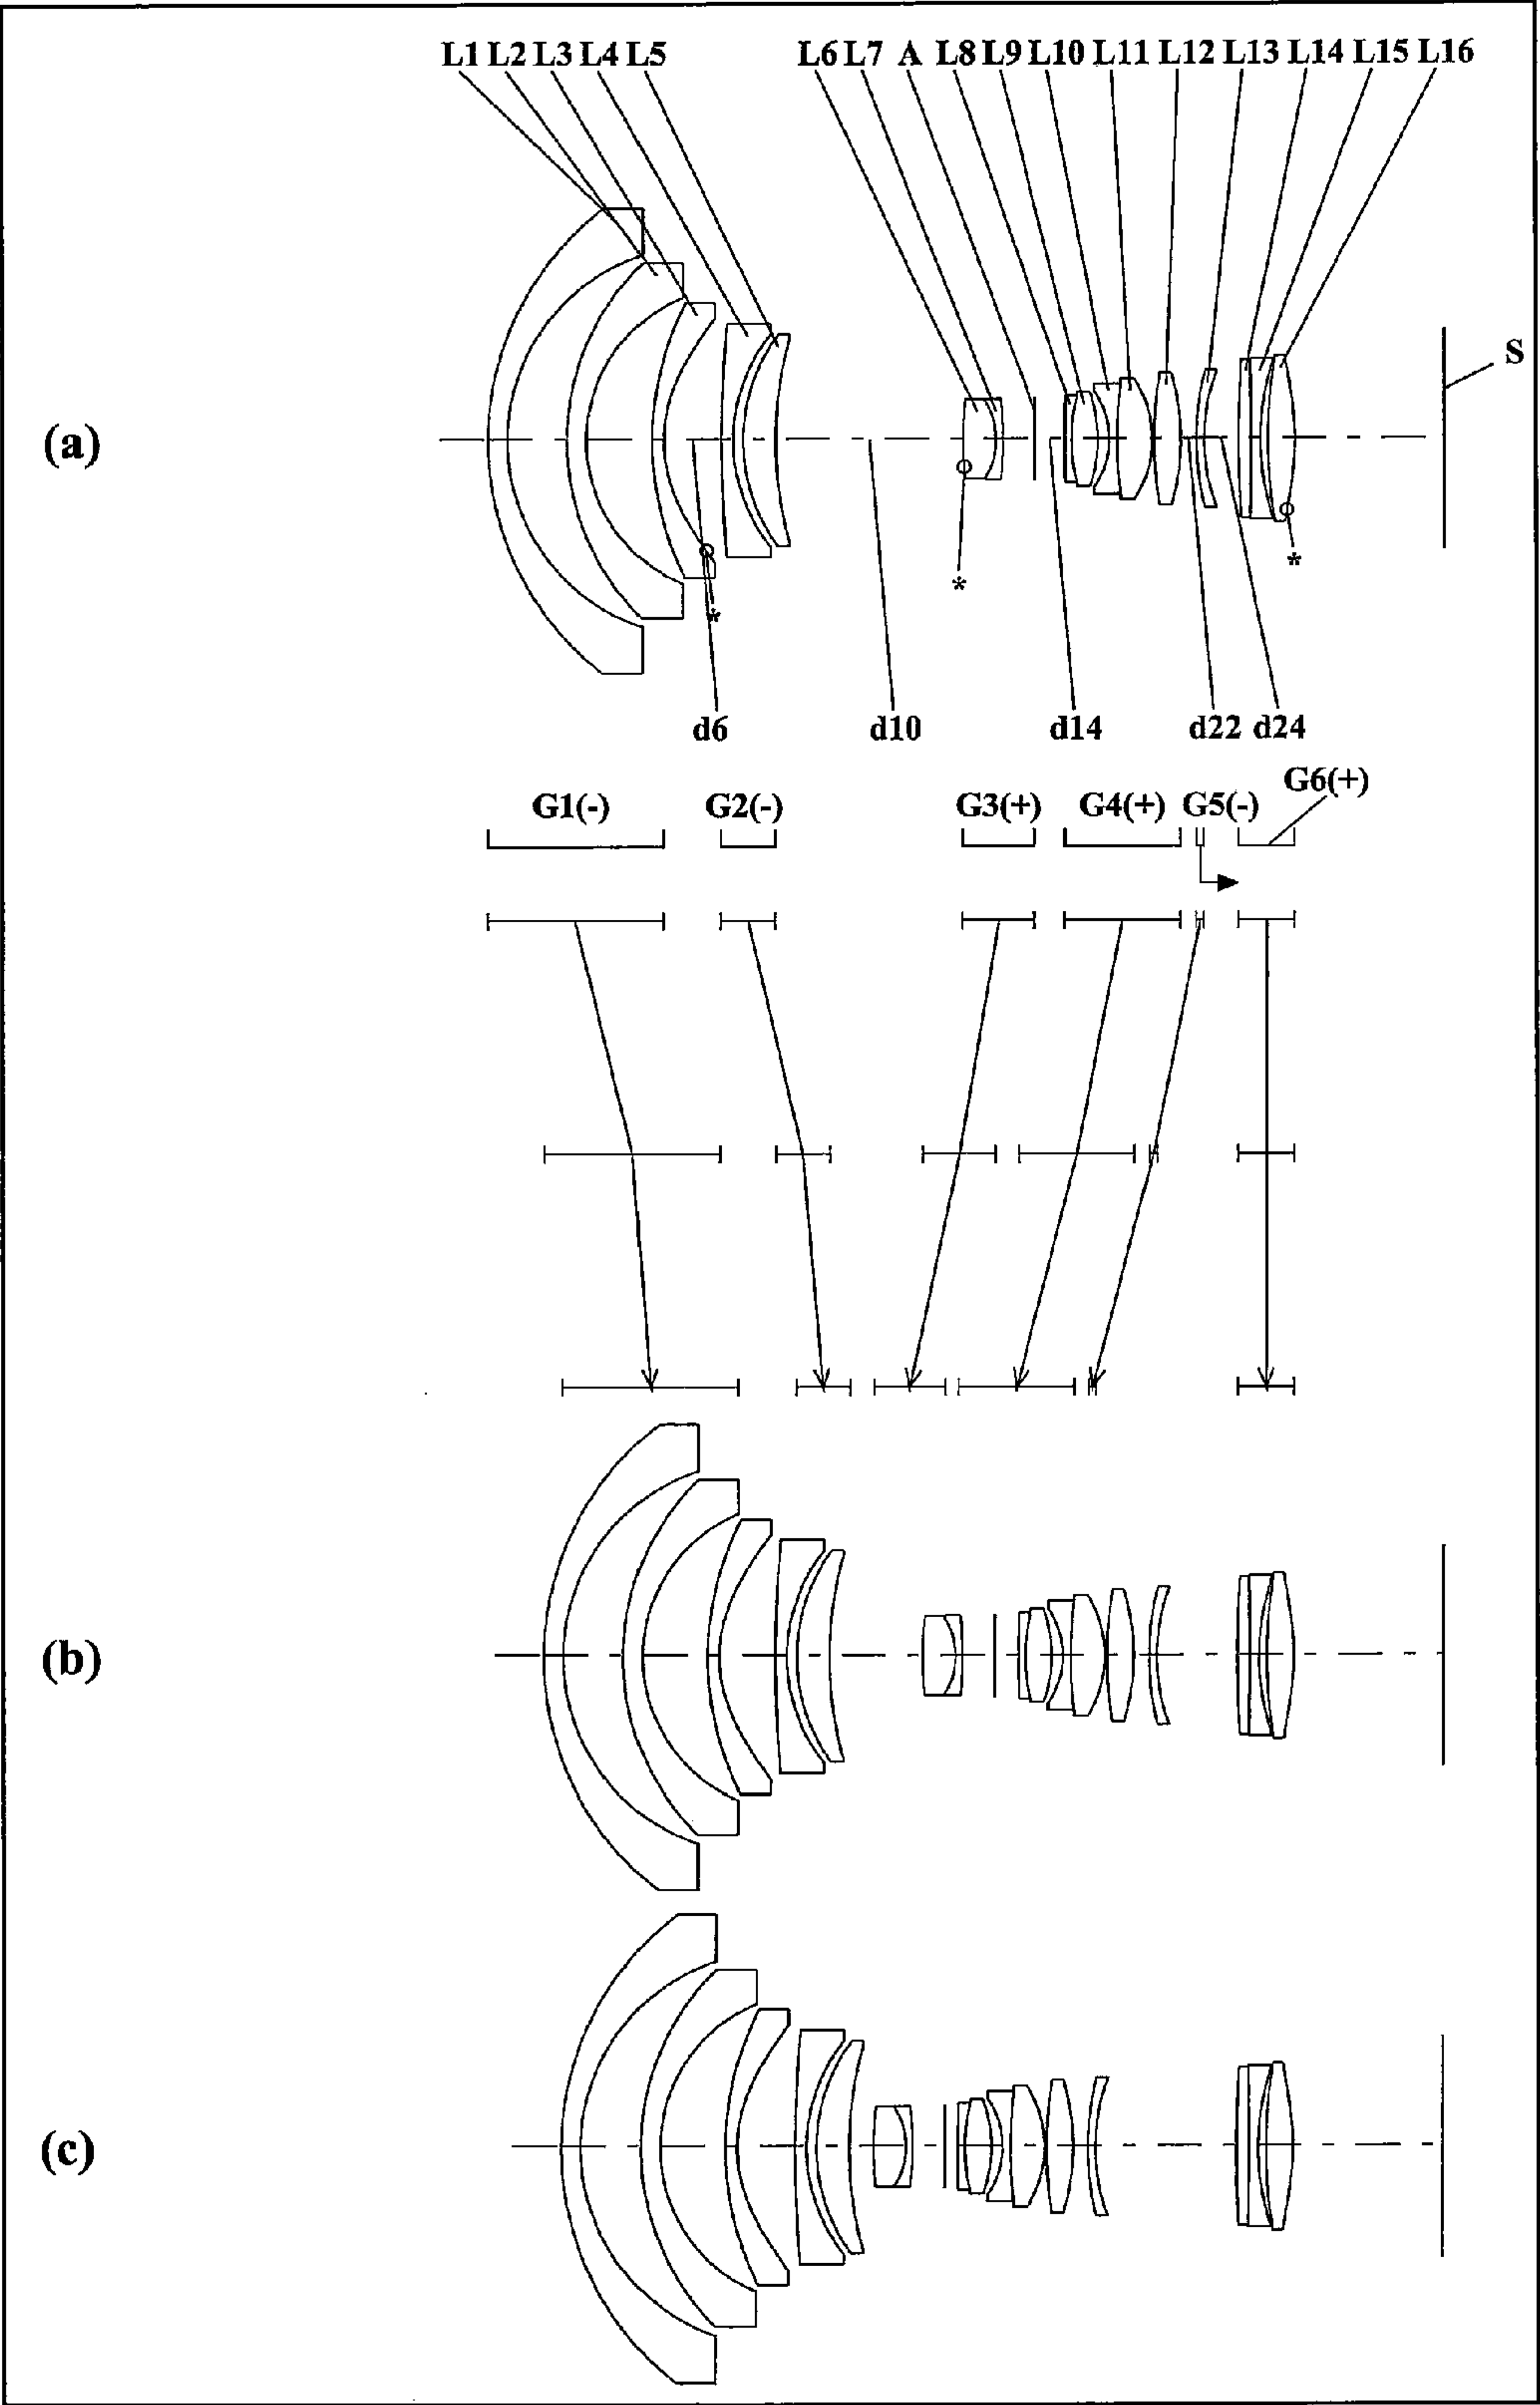 L1 L2 L3 L4 L5 L6 L7 A L8 L9 L10 L11 L12 L13 L14 L15 L16
S
(a)
* * *
d6 d10 d14 d22 d24
G1(-) G2(-) G3(+) G4(+) G5(-) G6(+)
(b)
(c)